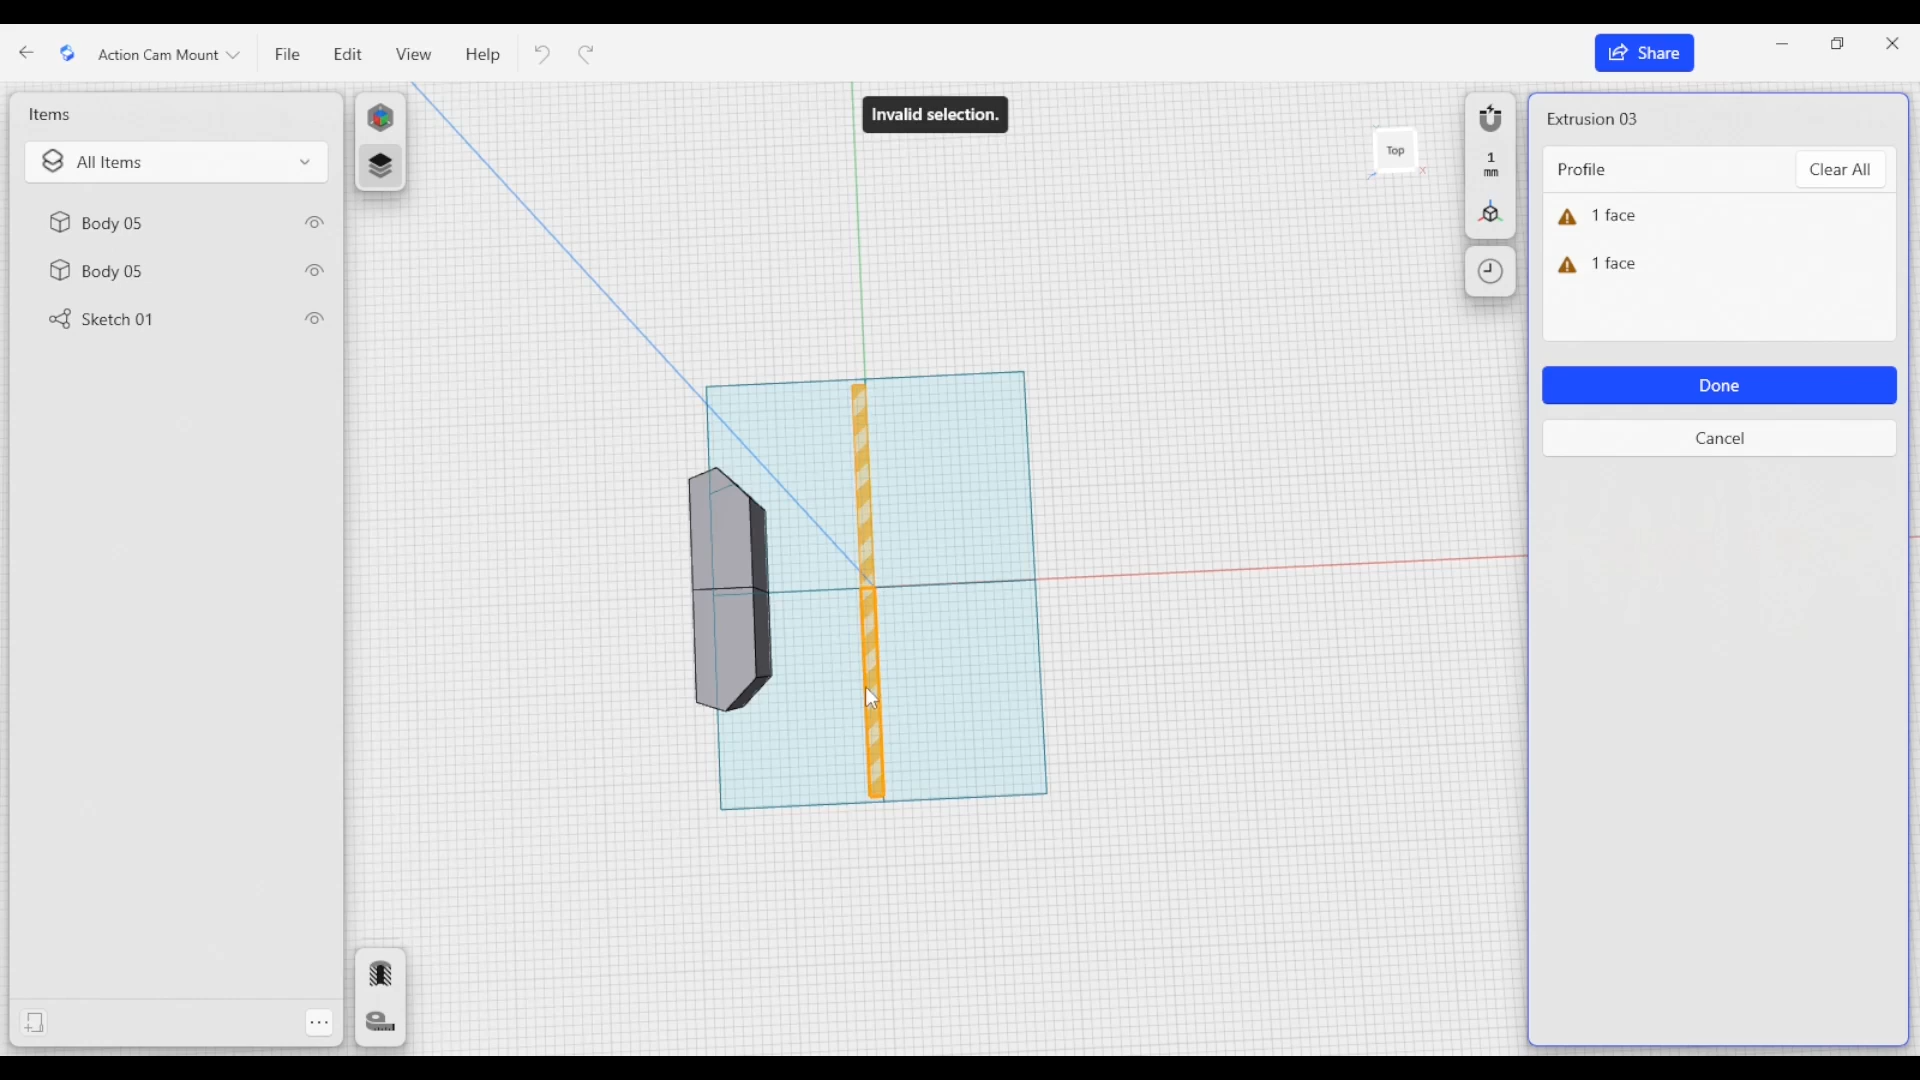 Action Cam Mount
File
Edit
View
Help
Share
Items
All Items
Body 05
Body 05
Sketch 01
Invalid selection.
Top
X
1
mm
Extrusion 03
Profile
Clear All
1 face
1 face
Done
Cancel